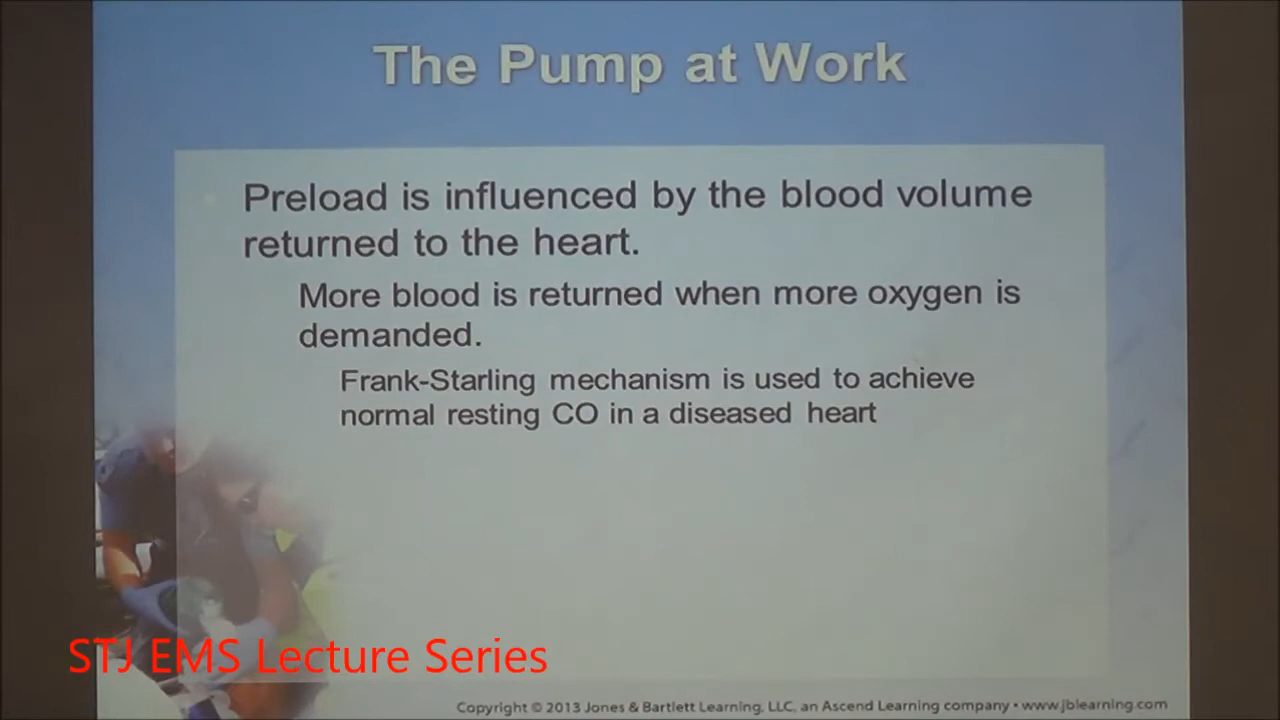 The Pump at Work
Preload is influenced by the blood volume
returned to the heart.
More blood is returned when more oxygen is
demanded.
Frank-Starling mechanism is used to achieve
normal resting CO in a diseased heart
STJ EMS Lecture Series
Copyright © 2013 Jones & Bartlett Learning, LLC, an Ascend Learning company • www.jblearning.com